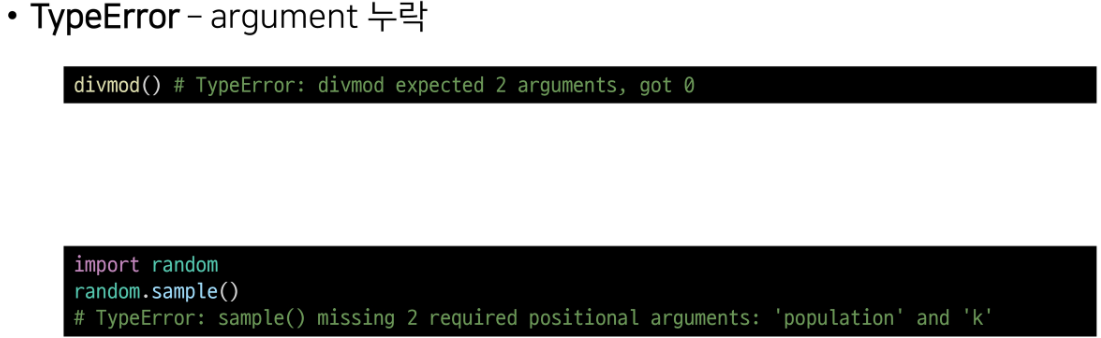 • TypeError – argument 누락
divmod() # TypeError: divmod expected 2 arguments, got 0
import random
random.sample()
# TypeError: sample() missing 2 required positional arguments: 'population' and 'k'